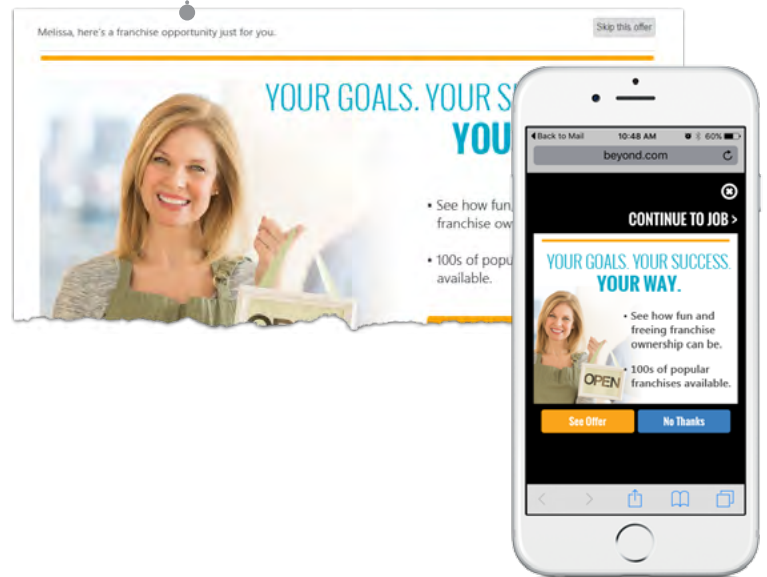 Melissa, here's a franchise opportunity just for you.
Skip this offer
YOUR GOALS. YOUR S
YOU
• See how fun
franchise ow
• 100s of popu
available.
OPEN
Back to Mail 10:48 AM 60%
beyond.com
CONTINUE TO JOB >
YOUR GOALS. YOUR SUCCESS.
YOUR WAY.
• See how fun and
freeing franchise
ownership can be.
• 100s of popular
franchises available.
OPEN
See Offer
No Thanks